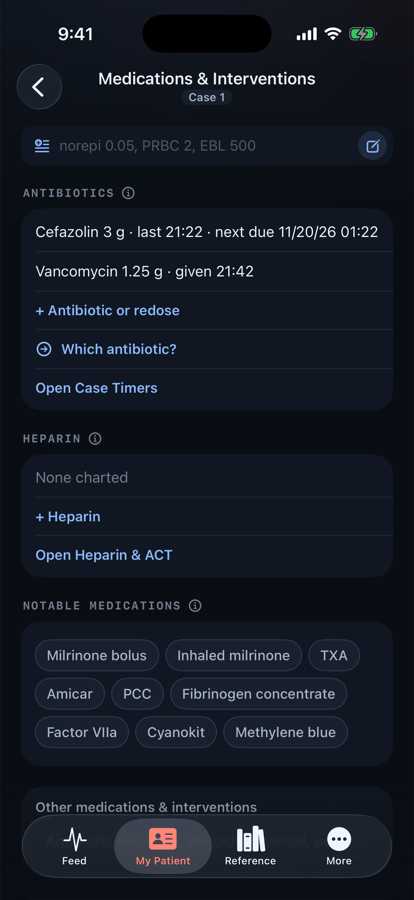 9:41
Medications & Interventions
Case 1
norepi 0.05, PRBC 2, EBL 500
ANTIBIOTICS
Cefazolin 3 g · last 21:22 · next due 11/20/26 01:22
Vancomycin 1.25 g · given 21:42
+ Antibiotic or redose
Which antibiotic?
Open Case Timers
HEPARIN
None charted
+ Heparin
Open Heparin & ACT
NOTABLE MEDICATIONS
Milrinone bolus Inhaled milrinone TXA
Amicar PCC Fibrinogen concentrate
Factor VIIa Cyanokit Methylene blue
Other medications & interventions
Feed My Patient Reference More